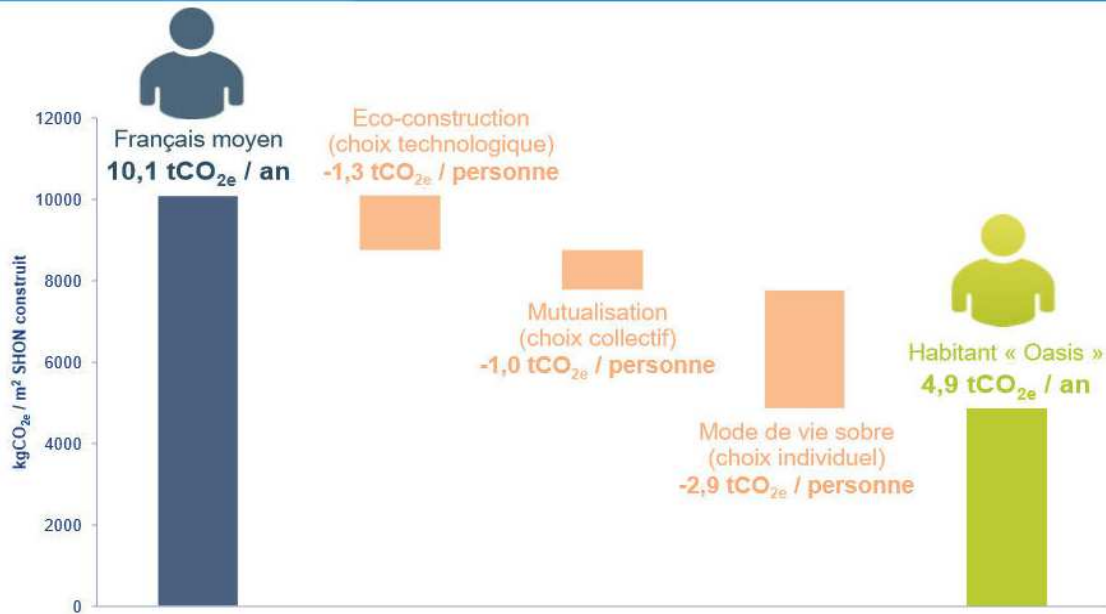 Français moyen
10,1 tCO2e / an
Eco-construction
(choix technologique)
-1,3 tCO2e / personne
Mutualisation
(choix collectif)
-1,0 tCO2e / personne
Mode de vie sobre
(choix individuel)
-2,9 tCO2e / personne
Habitant « Oasis »
4,9 tCO2e / an
kgCO2e / m² SHON construit
12000
10000
8000
6000
4000
2000
0